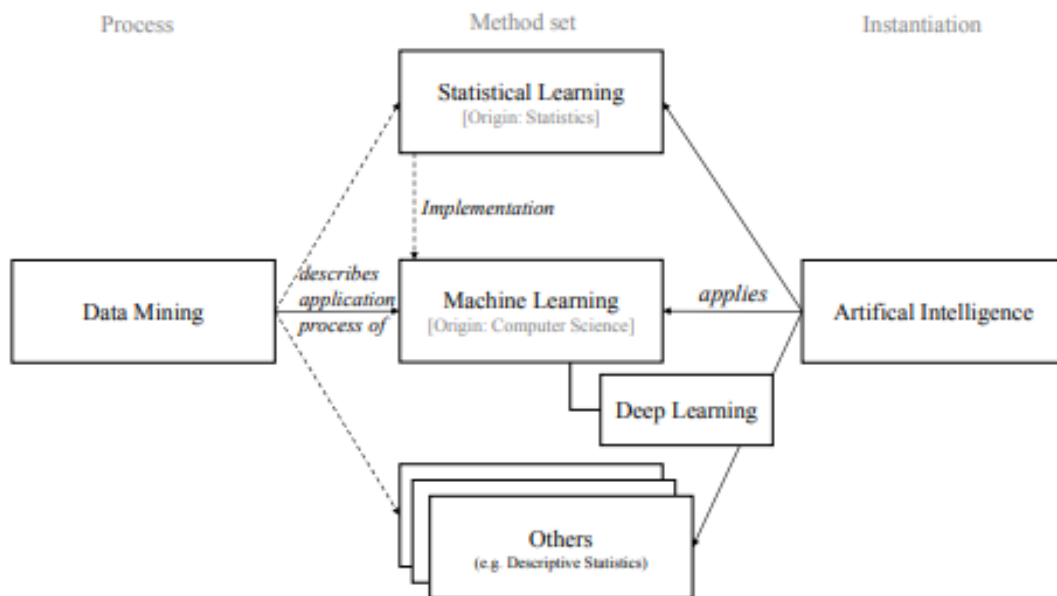 Process
Method set
Instantiation
Statistical Learning
[Origin: Statistics]
Implementation
Data Mining
describes
application
process of
Machine Learning
[Origin: Computer Science]
applies
Artifical Intelligence
Deep Learning
Others
(e.g. Descriptive Statistics)